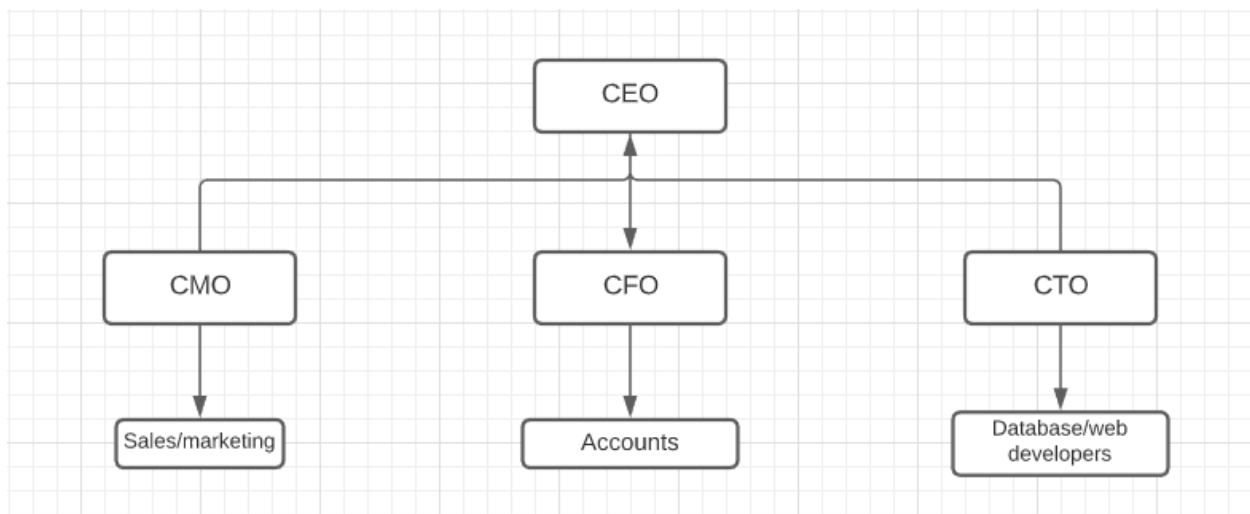 CEO
CMO
CFO
CTO
Sales/marketing
Accounts
Database/web
developers